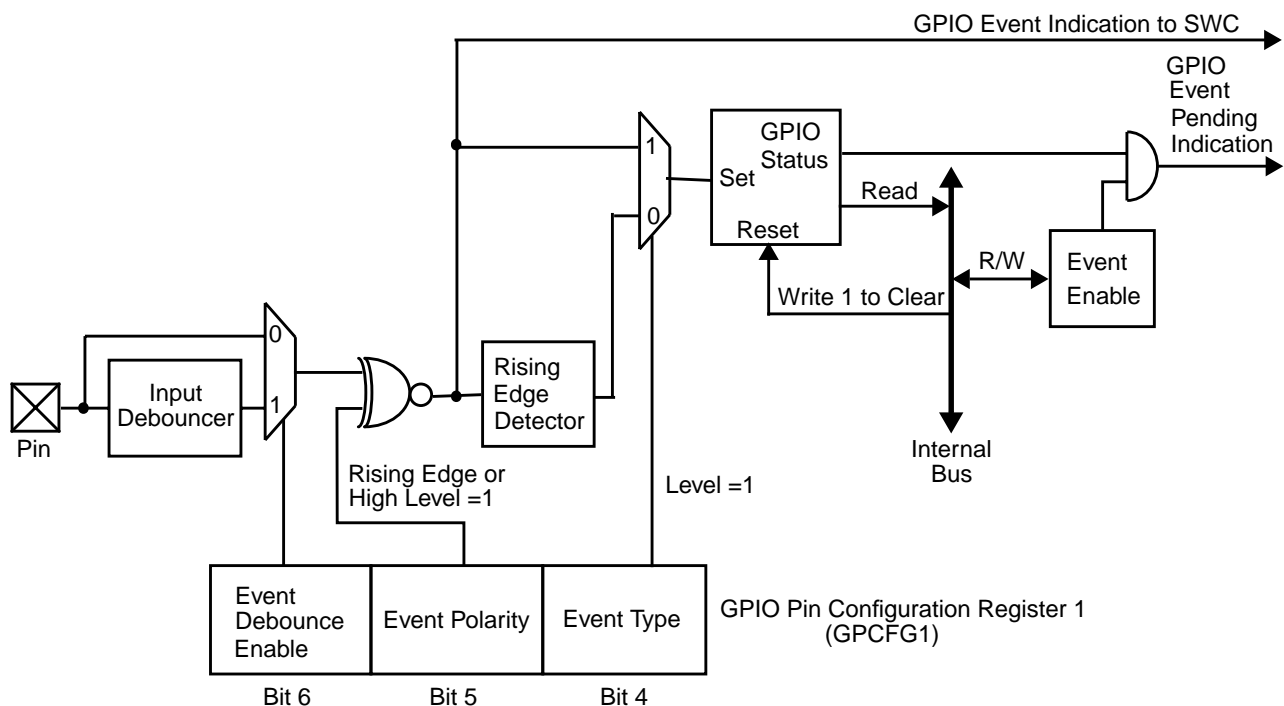 GPIO Event Indication to SWC
GPIO
Event
Pending
Indication
1
GPIO
Status
Set
0
Read
Reset
R/W
Event
Enable
Write 1 to Clear
0
Input
Debouncer
1
Rising
Edge
Detector
Pin
Internal
Bus
Rising Edge or
High Level =1
Level =1
Event
Debounce
Enable
Event Polarity
Event Type
GPIO Pin Configuration Register 1
(GPCFG1)
Bit 6
Bit 5
Bit 4